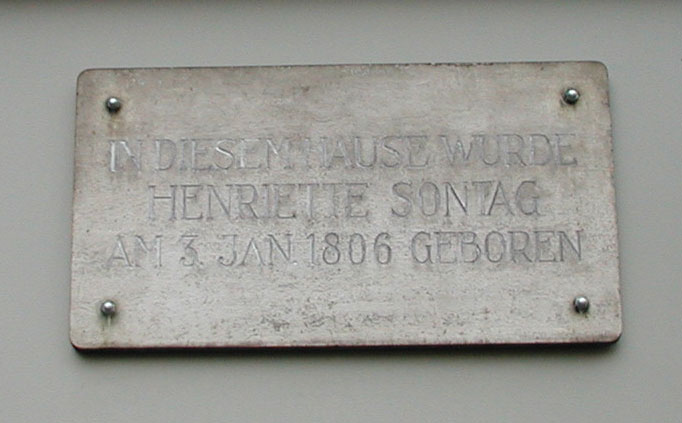 IN DIESEM HAUSE WURDE
HENRIETTE SONTAG
AM 3. JAN. 1806 GEBOREN